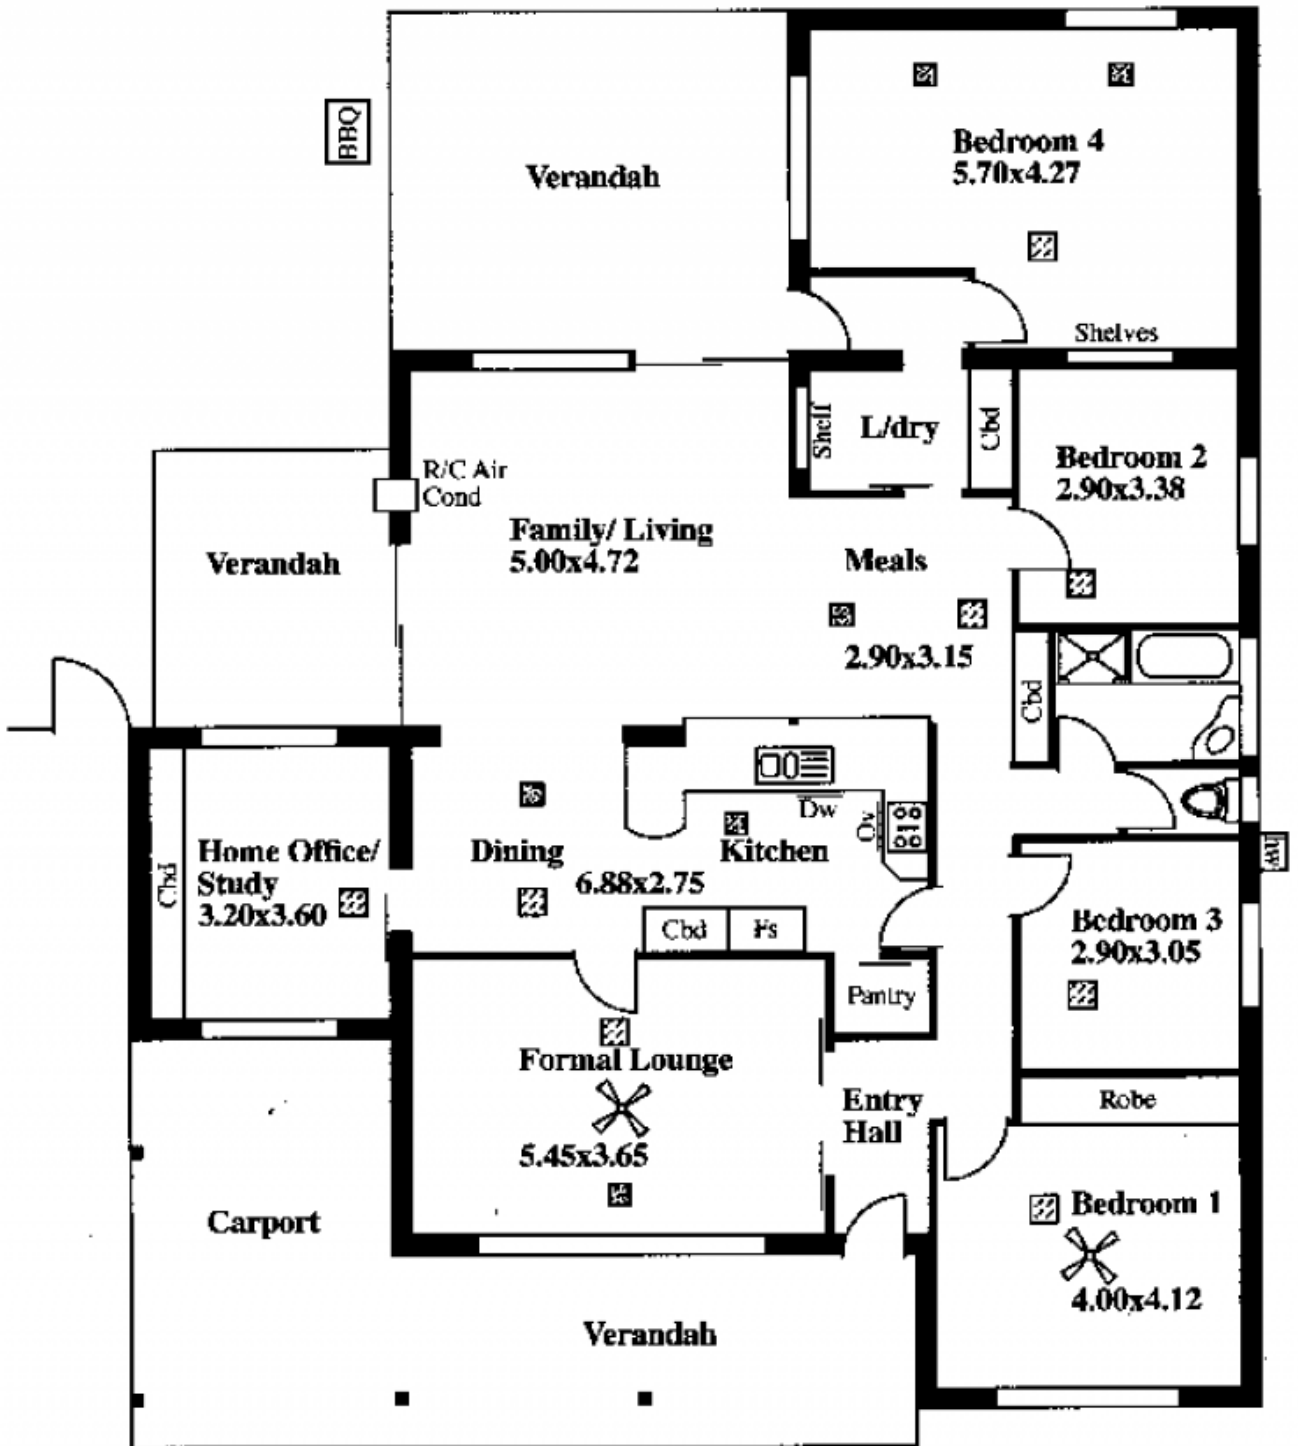 BBQ
Verandah
Bedroom 4
5.70x4.27
Shelves
Shelf
L/dry
Cbd
Bedroom 2
2.90x3.38
R/C Air
Cond
Family/ Living
5.00x4.72
Verandah
Meals
2.90x3.15
Cbd
Dw
Ov
Kitchen
Dining
6.88x2.75
Cbd
Home Office/
Study
3.20x3.60
Cbd
Fs
Bedroom 3
2.90x3.05
Pantry
Formal Lounge
5.45x3.65
Entry
Hall
Robe
Bedroom 1
4.00x4.12
Carport
Verandah